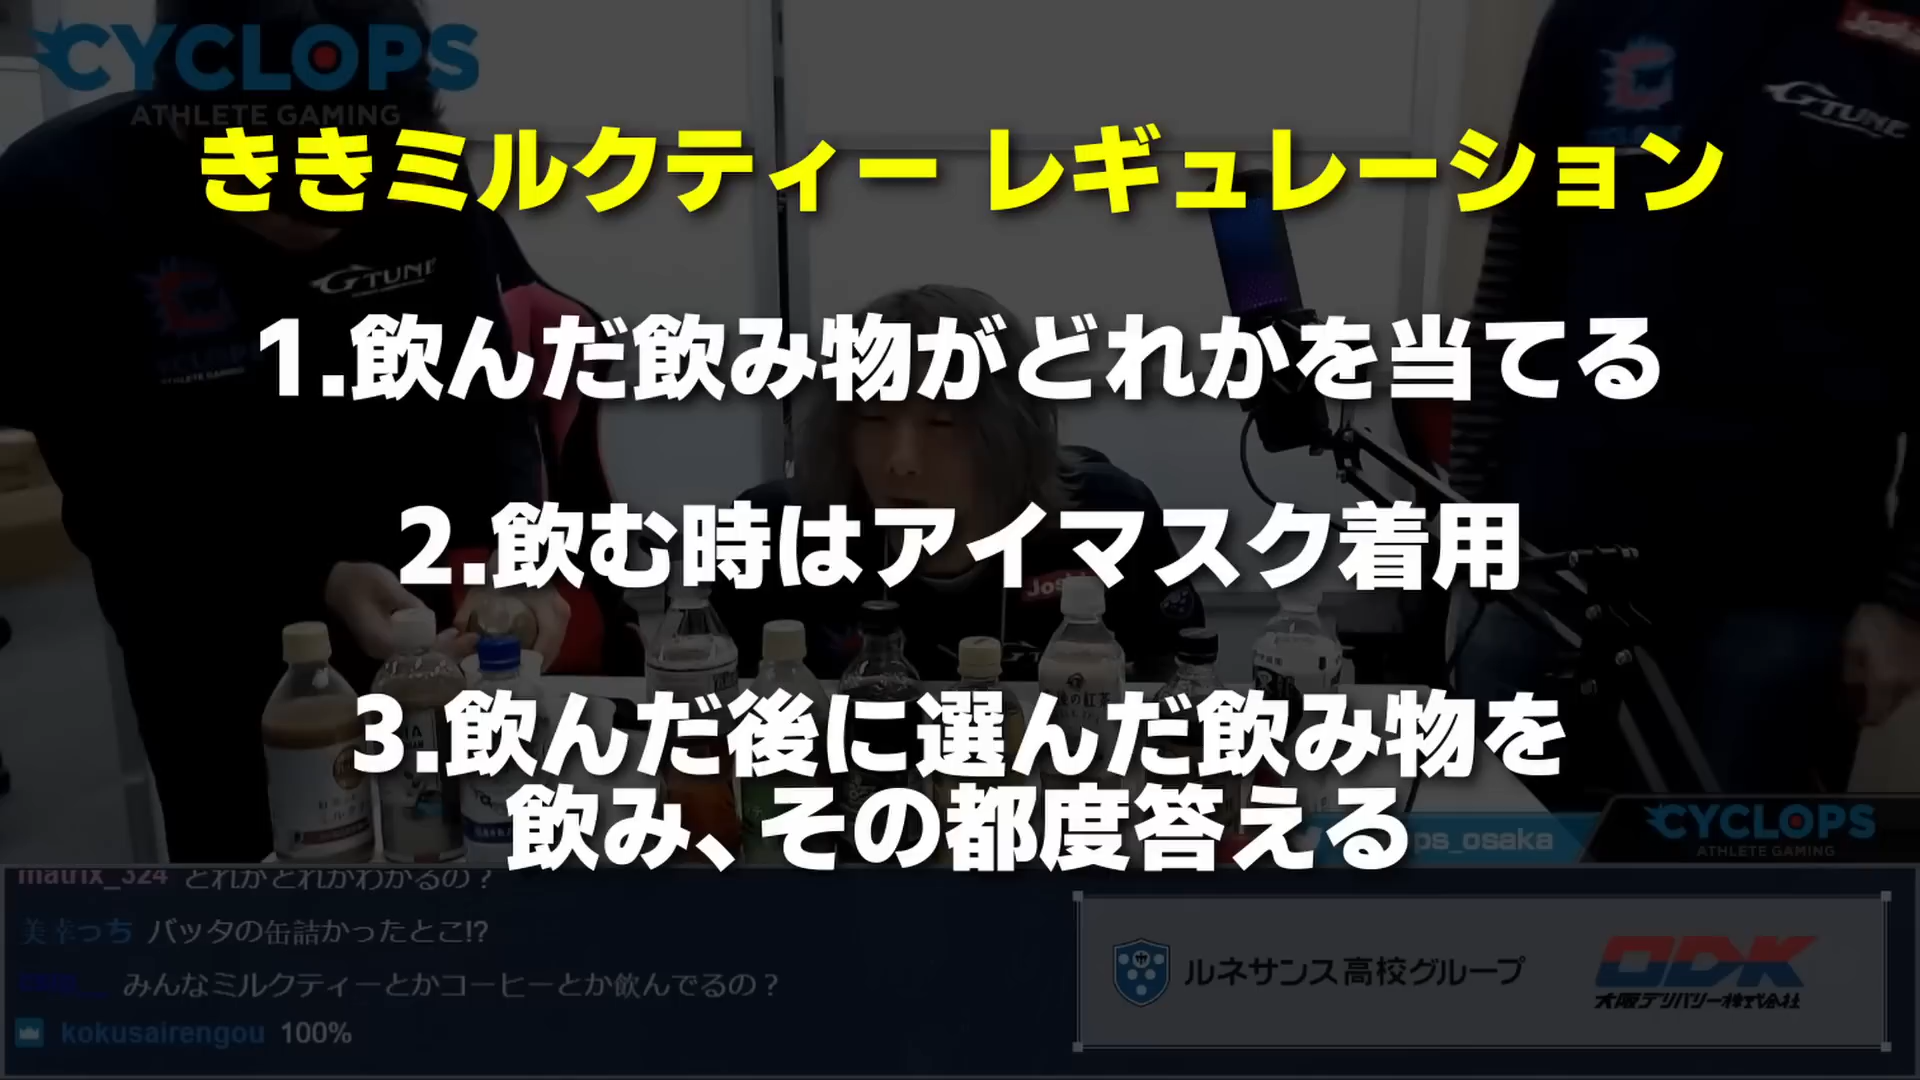 CYCLOPS
ATHLETE GAMING
ききミルクティー レギュレーション
GTUNE
GTUNE
1.飲んだ飲み物がどれかを当てる
2.飲む時はアイマスク着用
3.飲んだ後に選んだ飲み物を
飲み、その都度答える
ps_osaka
CYCLOPS
ATHLETE GAMING
matrix_324 どれがどれかわかるの？
美幸っち バッタの缶詰かったとこ!?
みんなミルクティーとかコーヒーとか飲んでるの？
kokusairengou 100%
ルネサンス高校グループ
ODK
大阪デリバリー株式会社